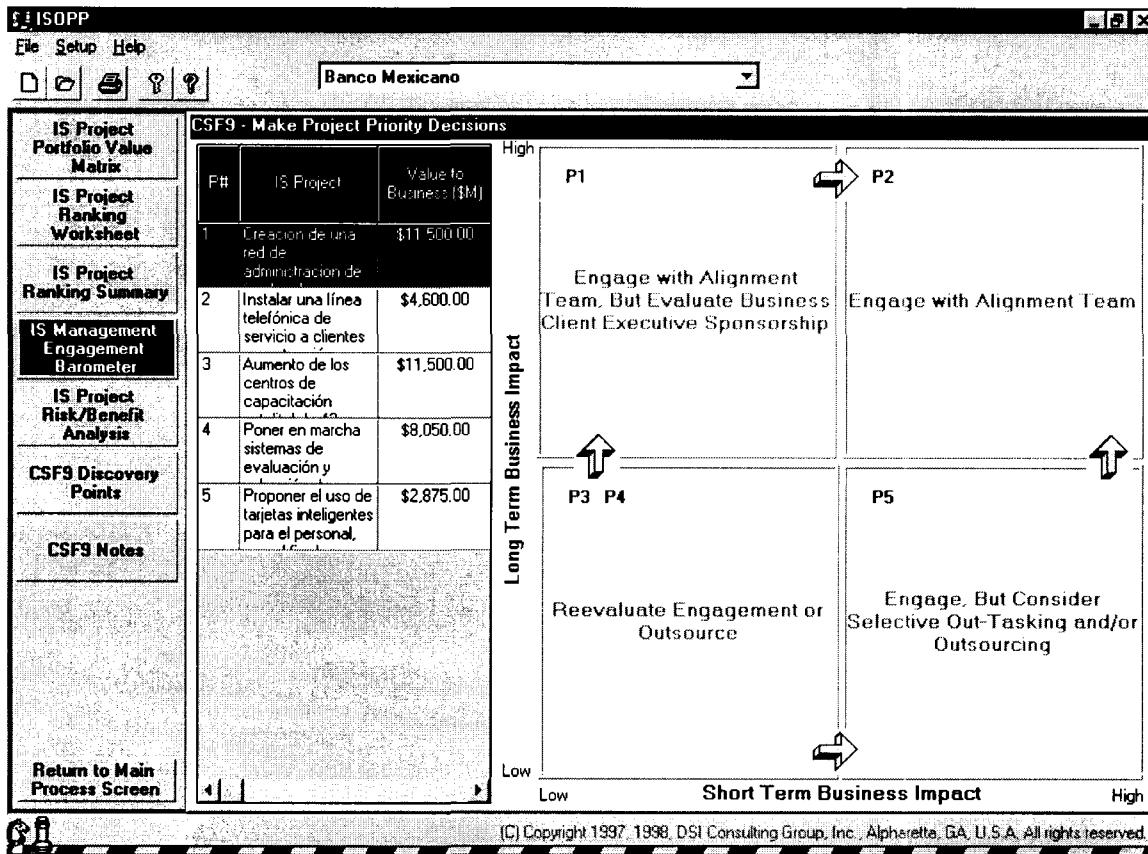 ISOPP
File Setup Help
Banco Mexicano
IS Project
Portfolio Value
Matrix
IS Project
Ranking
Worksheet
IS Project
Ranking Summary
IS Management
Engagement
Barometer
IS Project
Risk/Benefit
Analysis
CSF9 Discovery
Points
CSF9 Notes
Return to Main
Process Screen
CSF9 - Make Project Priority Decisions
P# IS Project Value to
Business ($M)
1 Creacion de una $11,500.00
red de
administracion de
2 Instalar una línea $4,600.00
telefónica de
servicio a clientes
3 Aumento de los $11,500.00
centros de
capacitación
4 Poner en marcha $8,050.00
sistemas de
evaluación y
5 Proponer el uso de $2,875.00
tarjetas inteligentes
para el personal,
High
Long Term Business Impact
Low
P1
Engage with Alignment
Team, But Evaluate Business
Client Executive Sponsorship
P2
Engage with Alignment Team
P3 P4
Reevaluate Engagement or
Outsource
P5
Engage, But Consider
Selective Out-Tasking and/or
Outsourcing
Low Short Term Business Impact High
(C) Copyright 1997, 1998, DSI Consulting Group, Inc., Alpharetta, GA, U.S.A. All rights reserved.